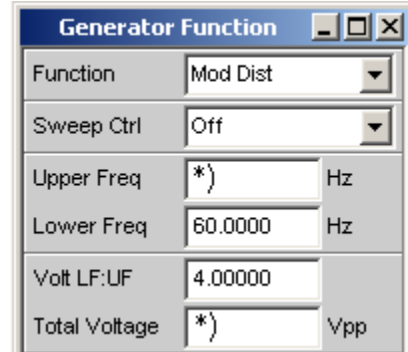 Generator Function
Function Mod Dist
Sweep Ctrl Off
Upper Freq *) Hz
Lower Freq 60.0000 Hz
Volt LF:UF 4.00000
Total Voltage *) Vpp